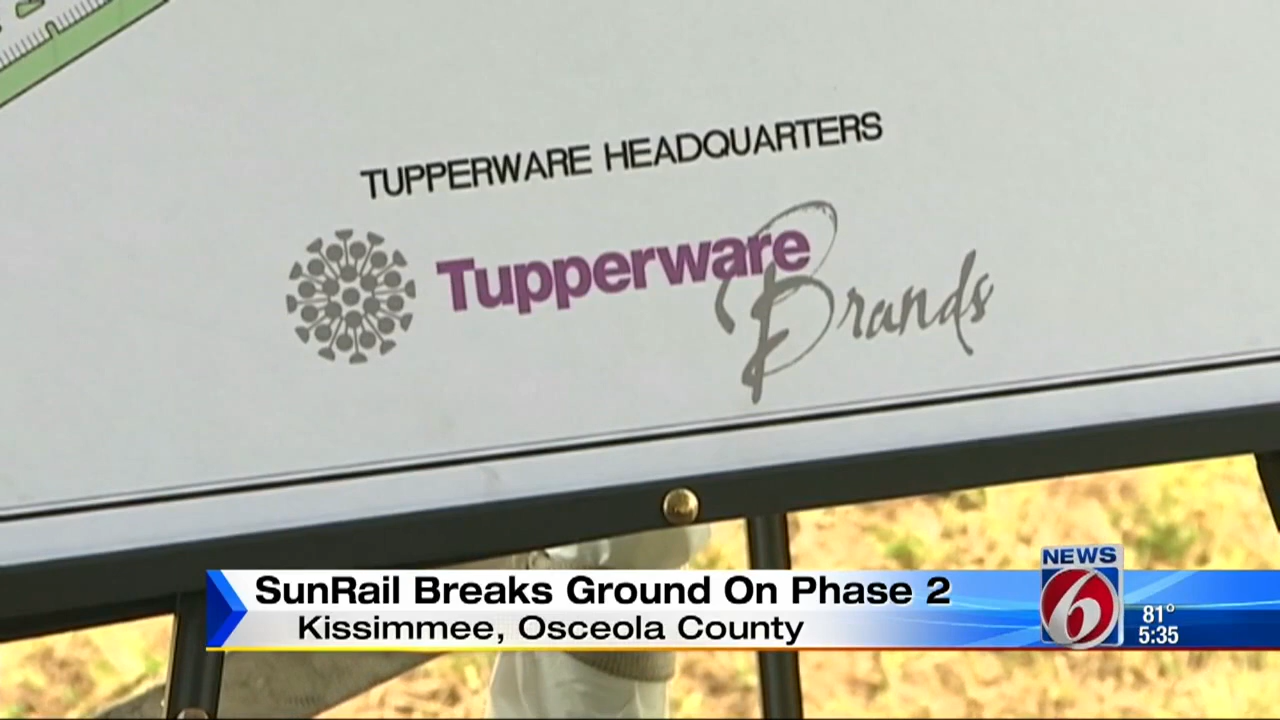 TUPPERWARE HEADQUARTERS
Tupperware
Brands
SunRail Breaks Ground On Phase 2
Kissimmee, Osceola County
NEWS
6
81°
5:35